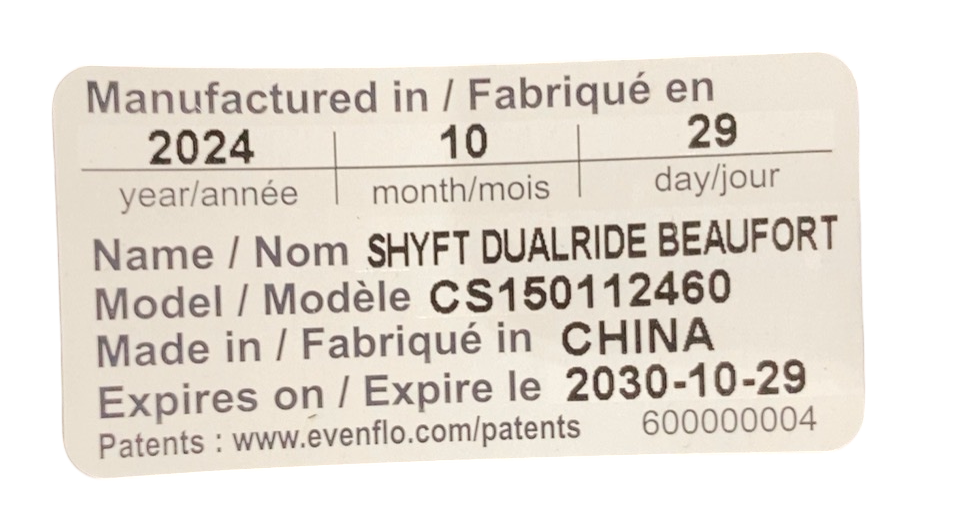 Manufactured in / Fabriqué en
2024 10 29
year/année month/mois day/jour
Name / Nom SHYFT DUALRIDE BEAUFORT
Model / Modèle CS150112460
Made in / Fabriqué in CHINA
Expires on / Expire le 2030-10-29
Patents : www.evenflo.com/patents 600000004